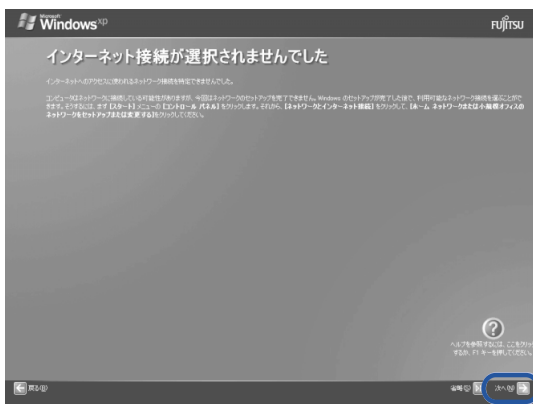 Microsoft
Windows xp
FUJITSU
インターネット接続が選択されませんでした
インターネットへのアクセスに使われるネットワーク接続を特定できませんでした。
コンピュータはネットワークに接続している可能性がありますが、今回はネットワークのセットアップを完了できません。Windows のセットアップが完了した後で、利用可能なネットワーク接続を選ぶことがで
きます。そうするには、まず [スタート] メニューの [コントロール パネル] をクリックします。それから、[ネットワークとインターネット接続] をクリックして、[ホーム ネットワークまたは小規模オフィスの
ネットワークをセットアップまたは変更する]をクリックしてください。
?
ヘルプを参照するには、ここをクリッ
するか、F1 キーを押してください。
戻る(B)
省略(S)
次へ(N)